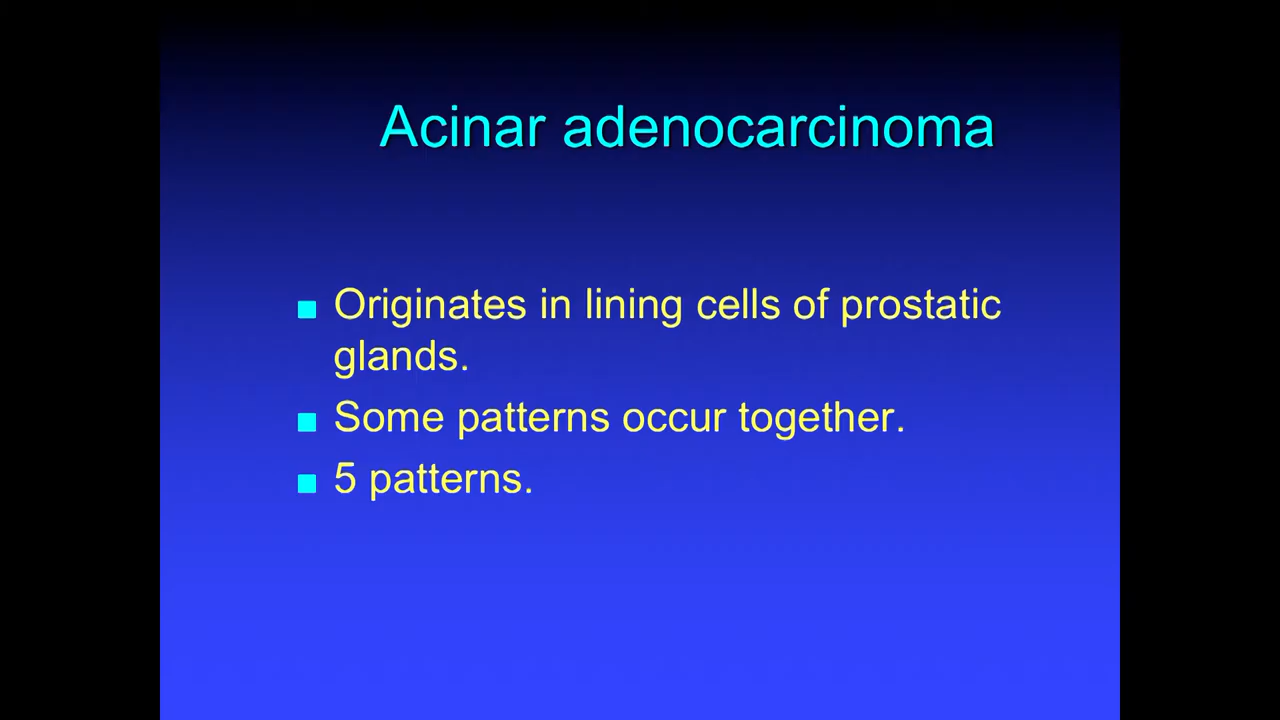 Acinar adenocarcinoma
Originates in lining cells of prostatic
glands.
Some patterns occur together.
5 patterns.